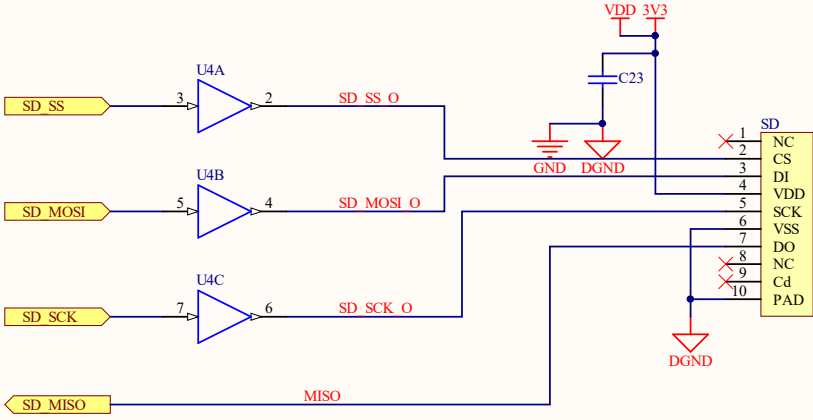 VDD 3V3
C23
GND DGND
U4A
SD_SS 3 2 SD_SS_O
U4B
SD_MOSI 5 4 SD_MOSI_O
U4C
SD_SCK 7 6 SD_SCK_O
SD_MISO MISO
SD
1 NC
2 CS
3 DI
4 VDD
5 SCK
6 VSS
7 DO
8 NC
9 Cd
10 PAD
DGND